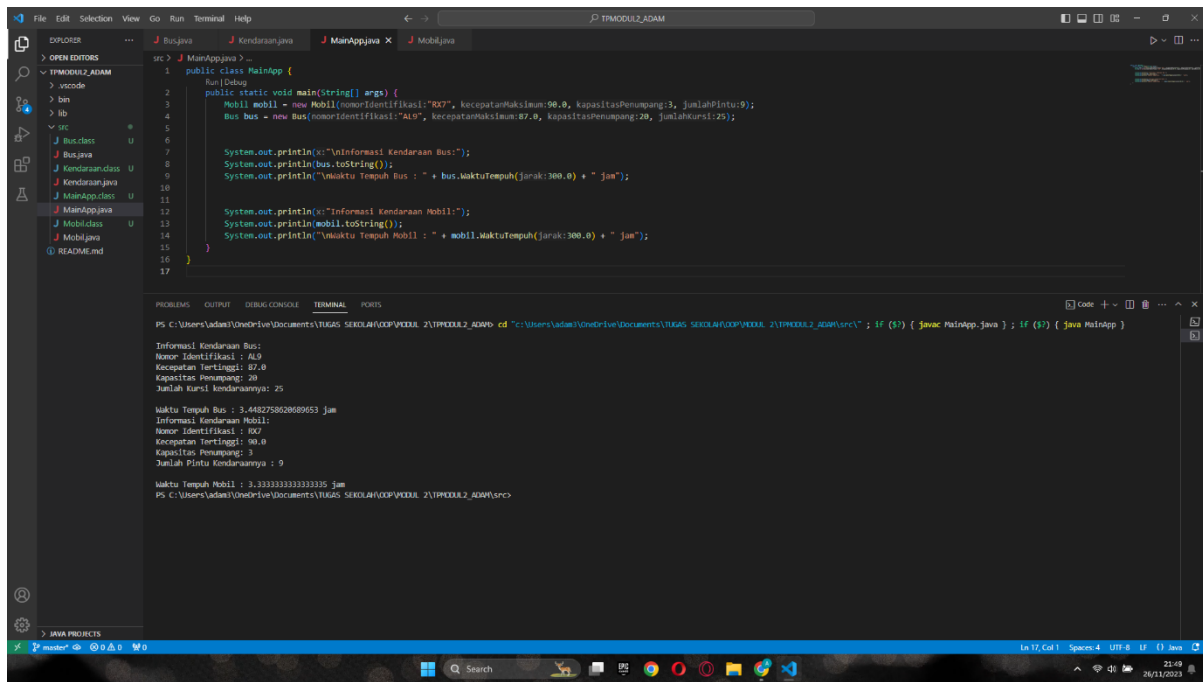 File Edit Selection View Go Run Terminal Help
TPMODUL2_ADAM
EXPLORER
OPEN EDITORS
TPMODUL2_ADAM
.vscode
bin
lib
src
Bus.class U
Bus.java
Kendaraan.class U
Kendaraan.java
MainApp.class U
MainApp.java
Mobil.class U
Mobil.java
README.md
JAVA PROJECTS
Bus.java Kendaraan.java MainApp.java Mobil.java
src > MainApp.java > ...
1 public class MainApp {
Run | Debug
2 public static void main(String[] args) {
3 Mobil mobil = new Mobil(nomorIdentifikasi:"RX7", kecepatanMaksimum:90.0, kapasitasPenumpang:3, jumlahPintu:9);
4 Bus bus = new Bus(nomorIdentifikasi:"AL9", kecepatanMaksimum:87.0, kapasitasPenumpang:20, jumlahKursi:25);
5
6
7 System.out.println(x:"\nInformasi Kendaraan Bus:");
8 System.out.println(bus.toString());
9 System.out.println("\nWaktu Tempuh Bus : " + bus.WaktuTempuh(jarak:300.0) + " jam");
10
11
12 System.out.println(x:"Informasi Kendaraan Mobil:");
13 System.out.println(mobil.toString());
14 System.out.println("\nWaktu Tempuh Mobil : " + mobil.WaktuTempuh(jarak:300.0) + " jam");
15 }
16 }
17
PROBLEMS OUTPUT DEBUG CONSOLE TERMINAL PORTS
Code
PS C:\Users\adam3\OneDrive\Documents\TUGAS SEKOLAH\OOP\MODUL 2\TPMODUL2_ADAM> cd "c:\Users\adam3\OneDrive\Documents\TUGAS SEKOLAH\OOP\MODUL 2\TPMODUL2_ADAM\src\" ; if ($?) { javac MainApp.java } ; if ($?) { java MainApp }
Informasi Kendaraan Bus:
Nomor Identifikasi : AL9
Kecepatan Tertinggi: 87.0
Kapasitas Penumpang: 20
Jumlah Kursi kendaraannya: 25
Waktu Tempuh Bus : 3.4482758620689653 jam
Informasi Kendaraan Mobil:
Nomor Identifikasi : RX7
Kecepatan Tertinggi: 90.0
Kapasitas Penumpang: 3
Jumlah Pintu Kendaraannya : 9
Waktu Tempuh Mobil : 3.3333333333333335 jam
PS C:\Users\adam3\OneDrive\Documents\TUGAS SEKOLAH\OOP\MODUL 2\TPMODUL2_ADAM\src>
master* 0 0 0 Ln 17, Col 1 Spaces: 4 UTF-8 LF {} Java
Search
21:49
26/11/2023